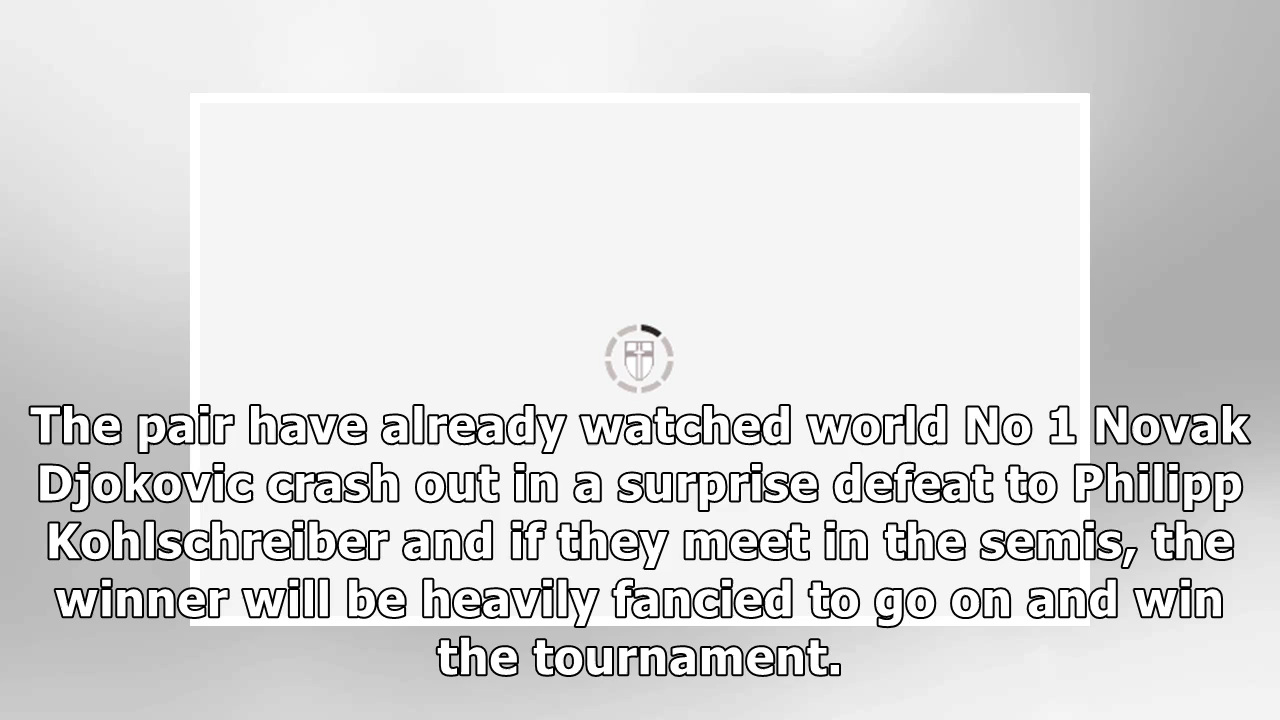 The pair have already watched world No 1 Novak
Djokovic crash out in a surprise defeat to Philipp
Kohlschreiber and if they meet in the semis, the
winner will be heavily fancied to go on and win
the tournament.